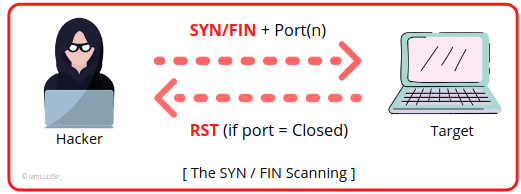 SYN/FIN + Port(n)
RST (if port = Closed)
Hacker
Target
[ The SYN / FIN Scanning ]
© IamLucif3r_